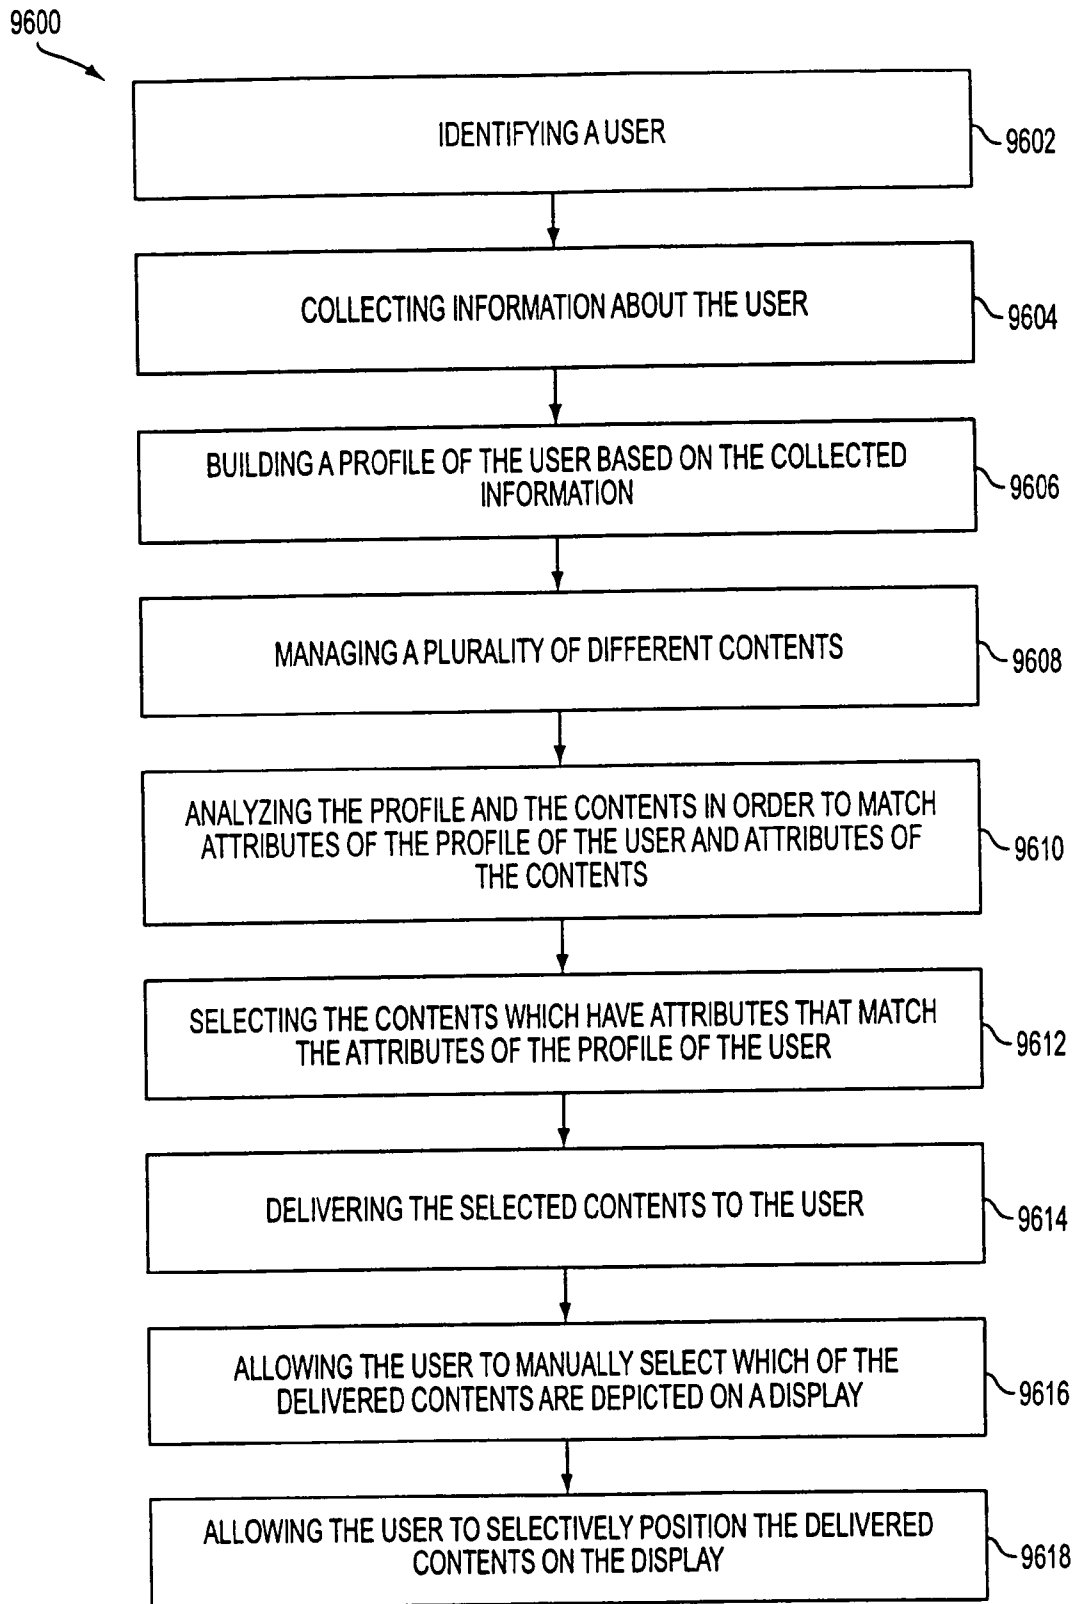 9600
IDENTIFYING A USER
9602
COLLECTING INFORMATION ABOUT THE USER
9604
BUILDING A PROFILE OF THE USER BASED ON THE COLLECTED
INFORMATION
9606
MANAGING A PLURALITY OF DIFFERENT CONTENTS
9608
ANALYZING THE PROFILE AND THE CONTENTS IN ORDER TO MATCH
ATTRIBUTES OF THE PROFILE OF THE USER AND ATTRIBUTES OF
THE CONTENTS
9610
SELECTING THE CONTENTS WHICH HAVE ATTRIBUTES THAT MATCH
THE ATTRIBUTES OF THE PROFILE OF THE USER
9612
DELIVERING THE SELECTED CONTENTS TO THE USER
9614
ALLOWING THE USER TO MANUALLY SELECT WHICH OF THE
DELIVERED CONTENTS ARE DEPICTED ON A DISPLAY
9616
ALLOWING THE USER TO SELECTIVELY POSITION THE DELIVERED
CONTENTS ON THE DISPLAY
9618